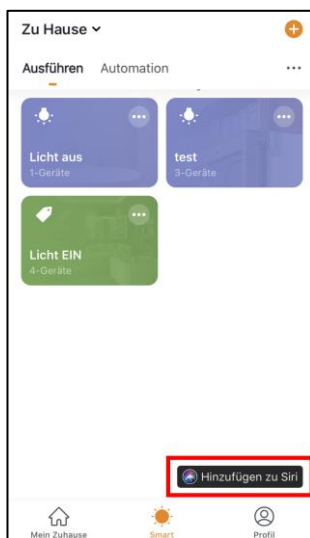 Zu Hause
Ausführen Automation
Licht aus
1-Geräte
test
3-Geräte
Licht EIN
4-Geräte
Hinzufügen zu Siri
Mein Zuhause Smart Profil